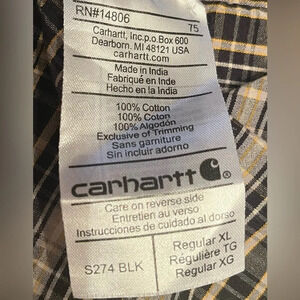 RN#14806 75
Carhartt, Inc.p.o.Box 600
Dearborn, MI 48121 USA
carhartt.com
Made in India
Fabriqué en Inde
Hecho en la India
100% Cotton
100% Coton
100% Algodón
Exclusive of Trimming
Sans garniture
Sin incluir adorno
carhartt®
Care on reverse side
Entretien au verso
Instrucciones de cuidado al dorso
S274 BLK
Regular XL
Régulière TG
Regular XG